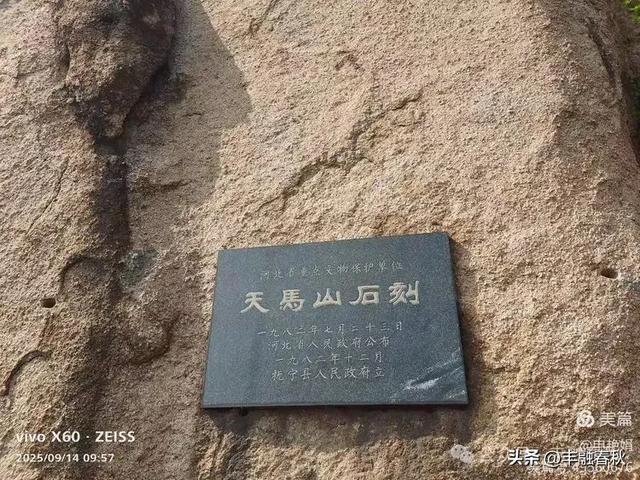 河北省重点文物保护单位
天馬山石刻
一九八二年七月二十三日
河北省人民政府公布
一九八二年十二月
抚宁县人民政府立
vivo X60 · ZEISS
2025/09/14 09:57
美篇
头条 @丰融春秋